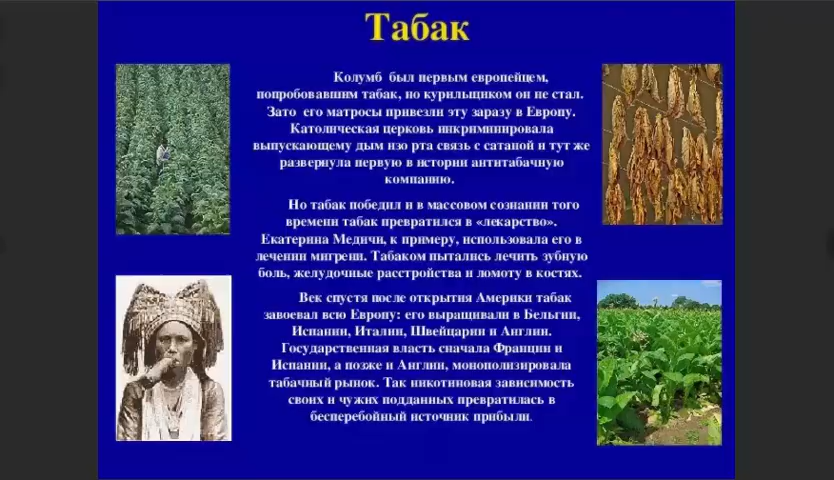 Табак
Колумб был первым европейцем,
попробовавшим табак, но курильщиком он не стал.
Зато его матросы привезли эту заразу в Европу.
Католическая церковь инкриминировала
выпускающему дым изо рта связь с сатаной и тут же
развернула первую в истории антитабачную
компанию.
Но табак победил и в массовом сознании того
времени табак превратился в «лекарство».
Екатерина Медичи, к примеру, использовала его в
лечении мигрени. Табаком пытались лечить зубную
боль, желудочные расстройства и ломоту в костях.
Век спустя после открытия Америки табак
завоевал всю Европу: его выращивали в Бельгии,
Испании, Италии, Швейцарии и Англии.
Государственная власть сначала Франции и
Испании, а позже и Англии, монополизировала
табачный рынок. Так никотиновая зависимость
своих и чужих подданных превратилась в
бесперебойный источник прибыли.